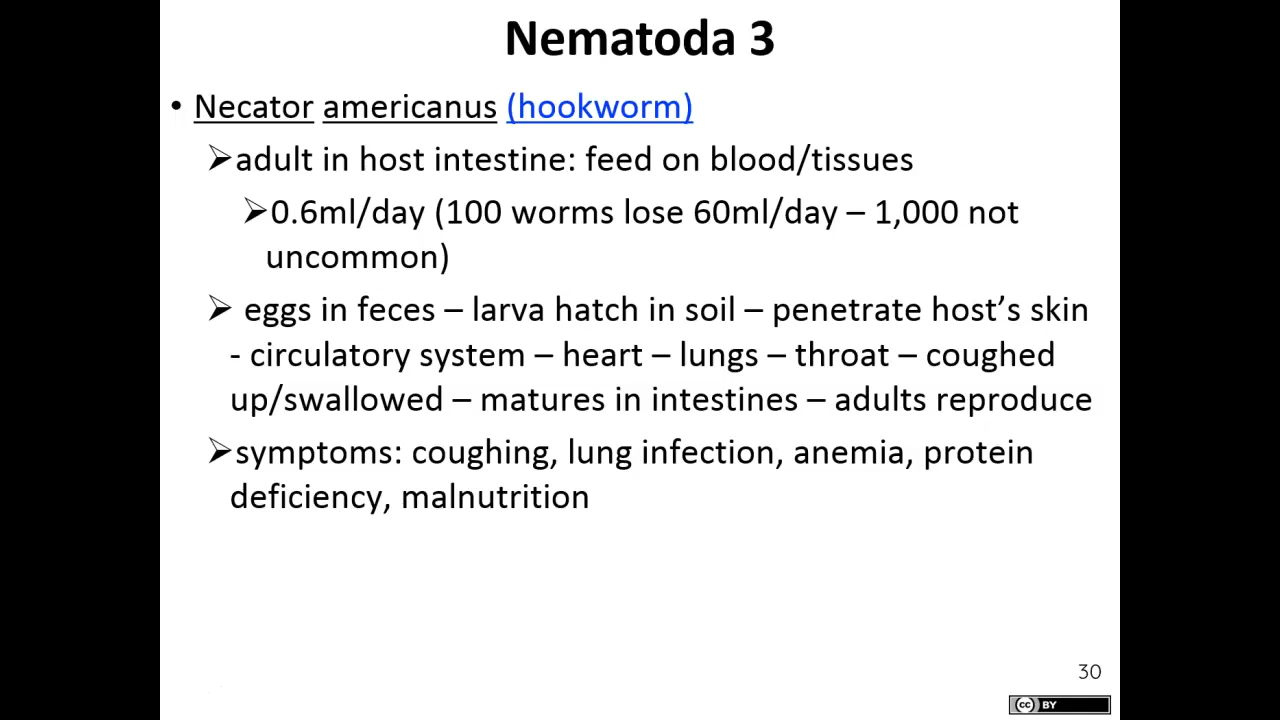 Nematoda 3
• Necator americanus (hookworm)
➢adult in host intestine: feed on blood/tissues
➢0.6ml/day (100 worms lose 60ml/day – 1,000 not
uncommon)
➢ eggs in feces – larva hatch in soil – penetrate host’s skin
- circulatory system – heart – lungs – throat – coughed
up/swallowed – matures in intestines – adults reproduce
➢symptoms: coughing, lung infection, anemia, protein
deficiency, malnutrition
30
cc BY